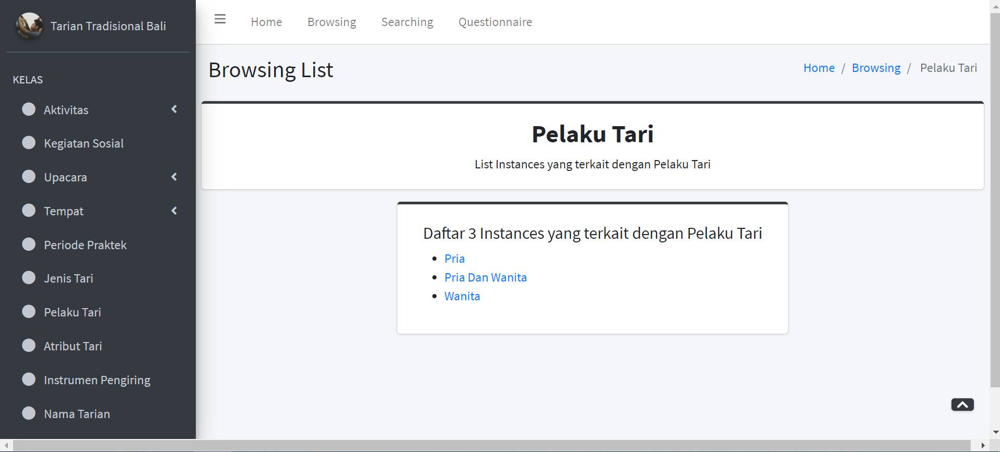 Tarian Tradisional Bali
KELAS
Aktivitas
Kegiatan Sosial
Upacara
Tempat
Periode Praktek
Jenis Tari
Pelaku Tari
Atribut Tari
Instrumen Pengiring
Nama Tarian
Home Browsing Searching Questionnaire
Browsing List
Home / Browsing / Pelaku Tari
Pelaku Tari
List Instances yang terkait dengan Pelaku Tari
Daftar 3 Instances yang terkait dengan Pelaku Tari
Pria
Pria Dan Wanita
Wanita